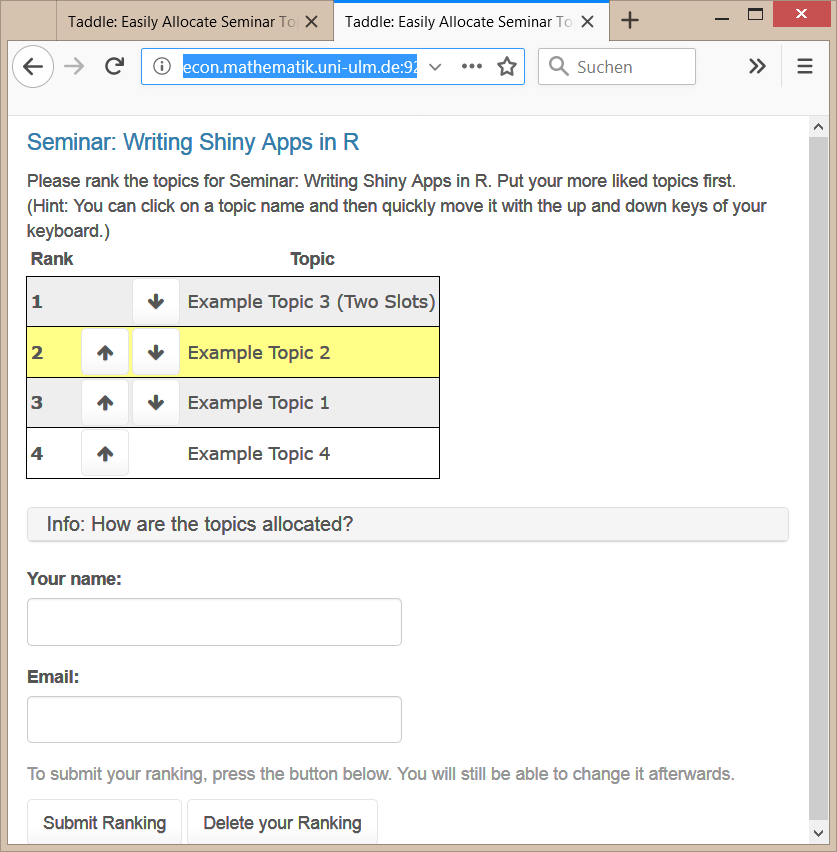 Taddle: Easily Allocate Seminar To
Taddle: Easily Allocate Seminar To
econ.mathematik.uni-ulm.de:92
Suchen
Seminar: Writing Shiny Apps in R
Please rank the topics for Seminar: Writing Shiny Apps in R. Put your more liked topics first.
(Hint: You can click on a topic name and then quickly move it with the up and down keys of your
keyboard.)
Rank Topic
1 Example Topic 3 (Two Slots)
2 Example Topic 2
3 Example Topic 1
4 Example Topic 4
Info: How are the topics allocated?
Your name:
Email:
To submit your ranking, press the button below. You will still be able to change it afterwards.
Submit Ranking Delete your Ranking